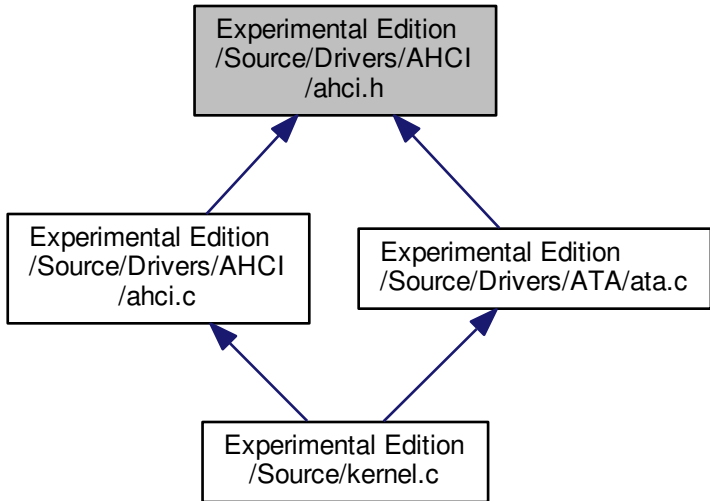 Experimental Edition
/Source/Drivers/AHCI
/ahci.h
Experimental Edition
/Source/Drivers/AHCI
/ahci.c
Experimental Edition
/Source/Drivers/ATA/ata.c
Experimental Edition
/Source/kernel.c